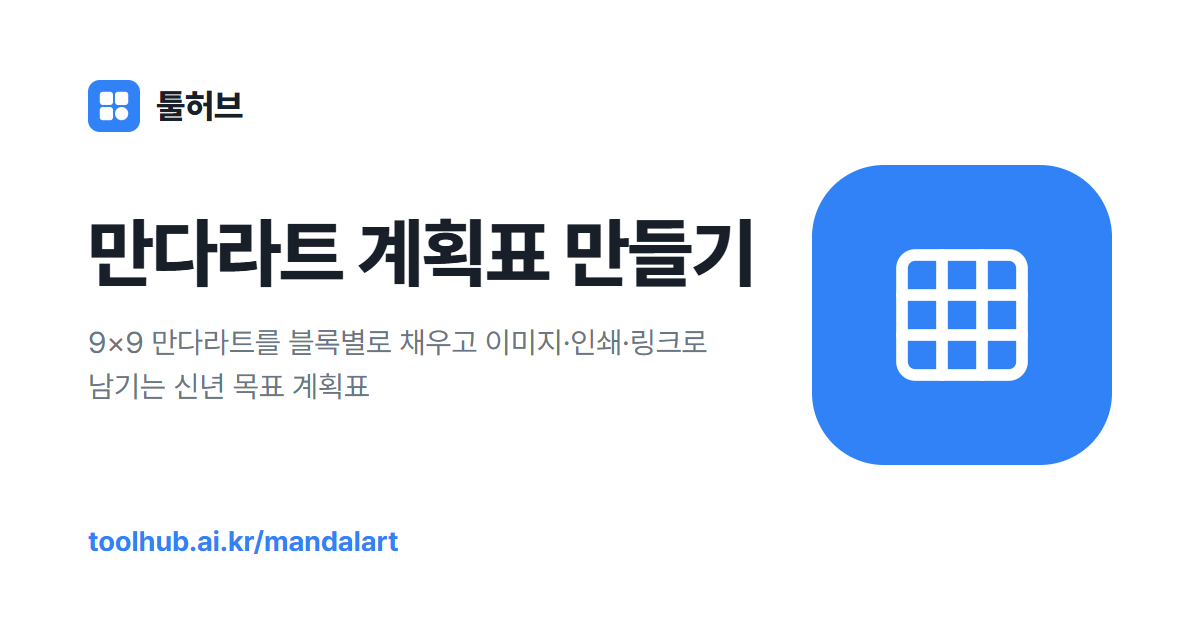 툴허브
만다라트 계획표 만들기
9×9 만다라트를 블록별로 채우고 이미지·인쇄·링크로
남기는 신년 목표 계획표
toolhub.ai.kr/mandalart